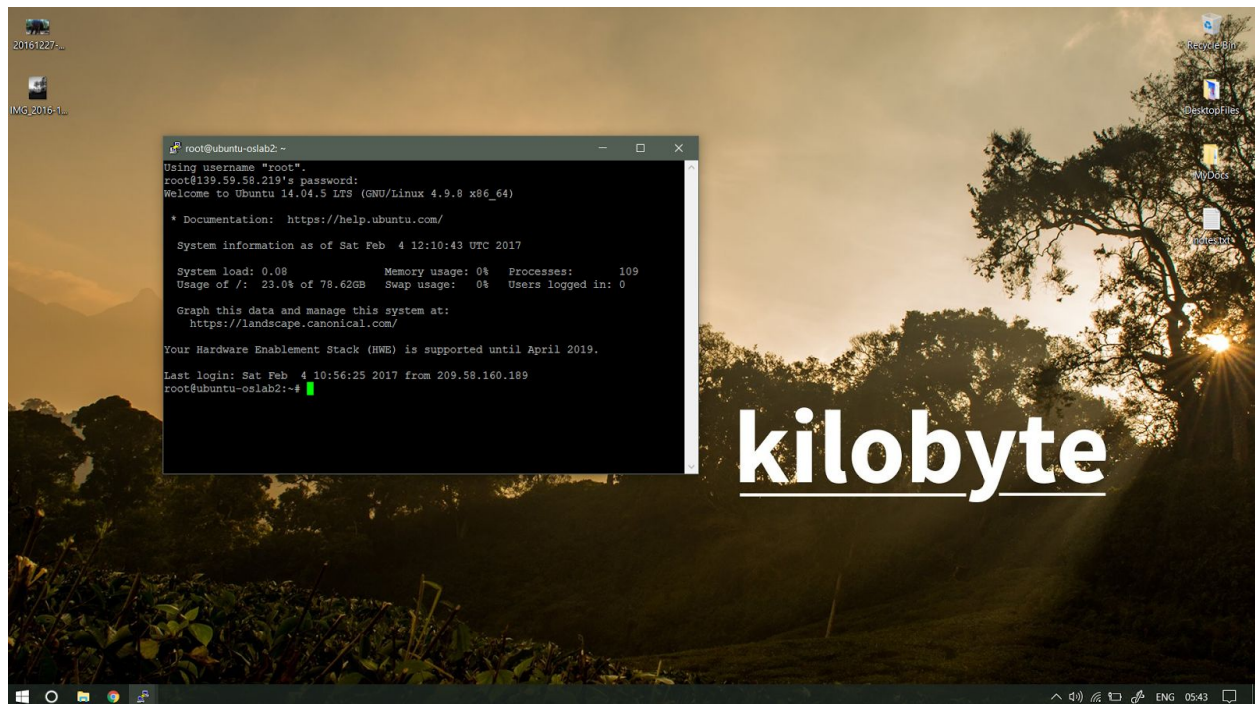 20161227-...
IMG_2016-1...
Recycle Bin
DesktopFiles
MyDocs
notes.txt
root@ubuntu-oslab2: ~
Using username "root".
root@139.59.58.219's password:
Welcome to Ubuntu 14.04.5 LTS (GNU/Linux 4.9.8 x86_64)
* Documentation:  https://help.ubuntu.com/
System information as of Sat Feb  4 12:10:43 UTC 2017
System load: 0.08 Memory usage: 0% Processes: 109
Usage of /: 23.0% of 78.62GB Swap usage: 0% Users logged in: 0
Graph this data and manage this system at:
https://landscape.canonical.com/
Your Hardware Enablement Stack (HWE) is supported until April 2019.
Last login: Sat Feb  4 10:56:25 2017 from 209.58.160.189
root@ubuntu-oslab2:~#
kilobyte
ENG 05:43